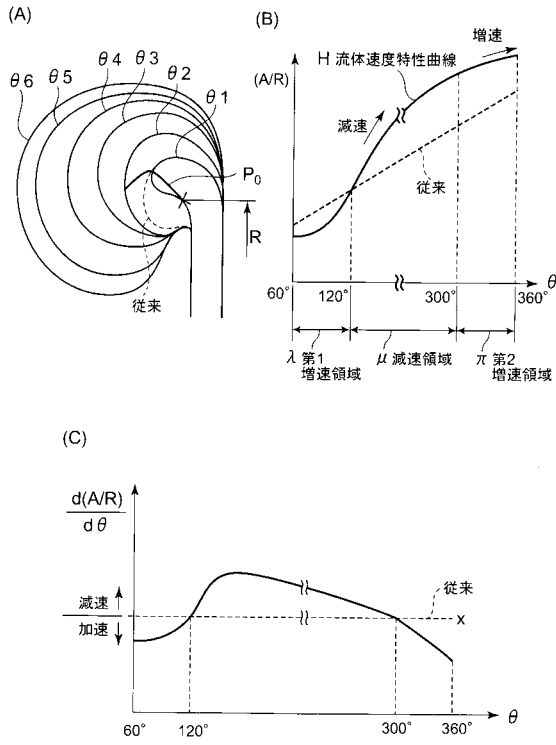 (A)
θ6
θ5
θ4
θ3
θ2
θ1
P0
R
従来
(B)
(A/R)
H 流体速度特性曲線
増速
減速
従来
60°
120°
300°
360°
θ
λ 第1
増速領域
μ 減速領域
π 第2
増速領域
(C)
d(A/R)
dθ
減速
加速
従来
x
60°
120°
300°
360°
θ